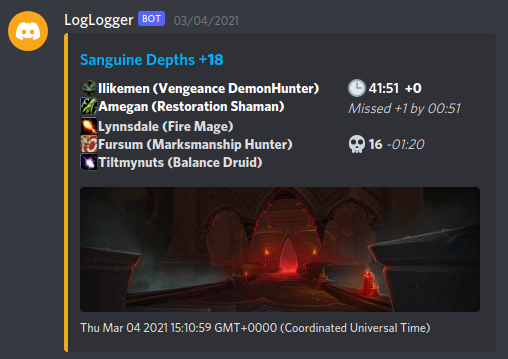 LogLogger BOT 03/04/2021
Sanguine Depths +18
Ilikemen (Vengeance DemonHunter) 41:51 +0
Amegan (Restoration Shaman) Missed +1 by 00:51
Lynnsdale (Fire Mage)
Fursum (Marksmanship Hunter) 16 -01:20
Tiltmynuts (Balance Druid)
Thu Mar 04 2021 15:10:59 GMT+0000 (Coordinated Universal Time)